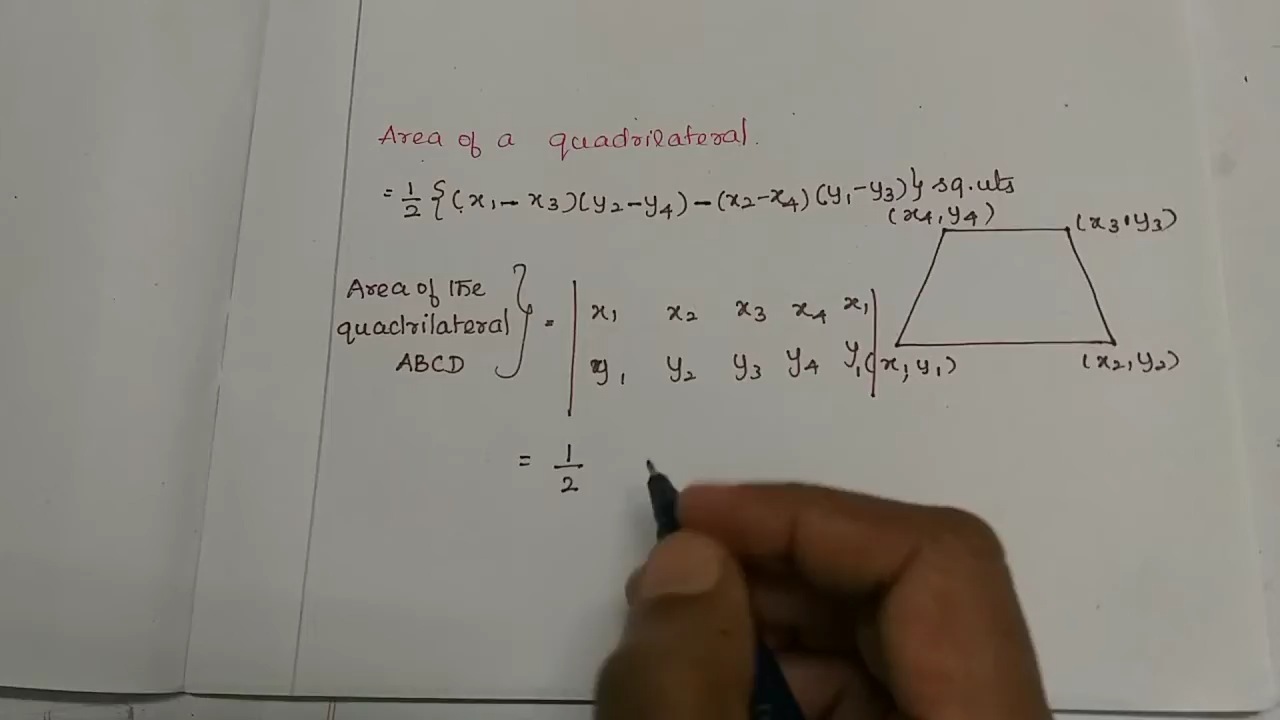 Area of a quadrilateral.
= 1/2 {(x₁ - x₃)(y₂ - y₄) - (x₂ - x₄)(y₁ - y₃)} sq.uts
(x₄, y₄) (x₃, y₃)
Area of the
quadrilateral
ABCD
} = | x₁ x₂ x₃ x₄ x₁ |
| y₁ y₂ y₃ y₄ y₁ |
(x₁, y₁) (x₂, y₂)
= 1/2